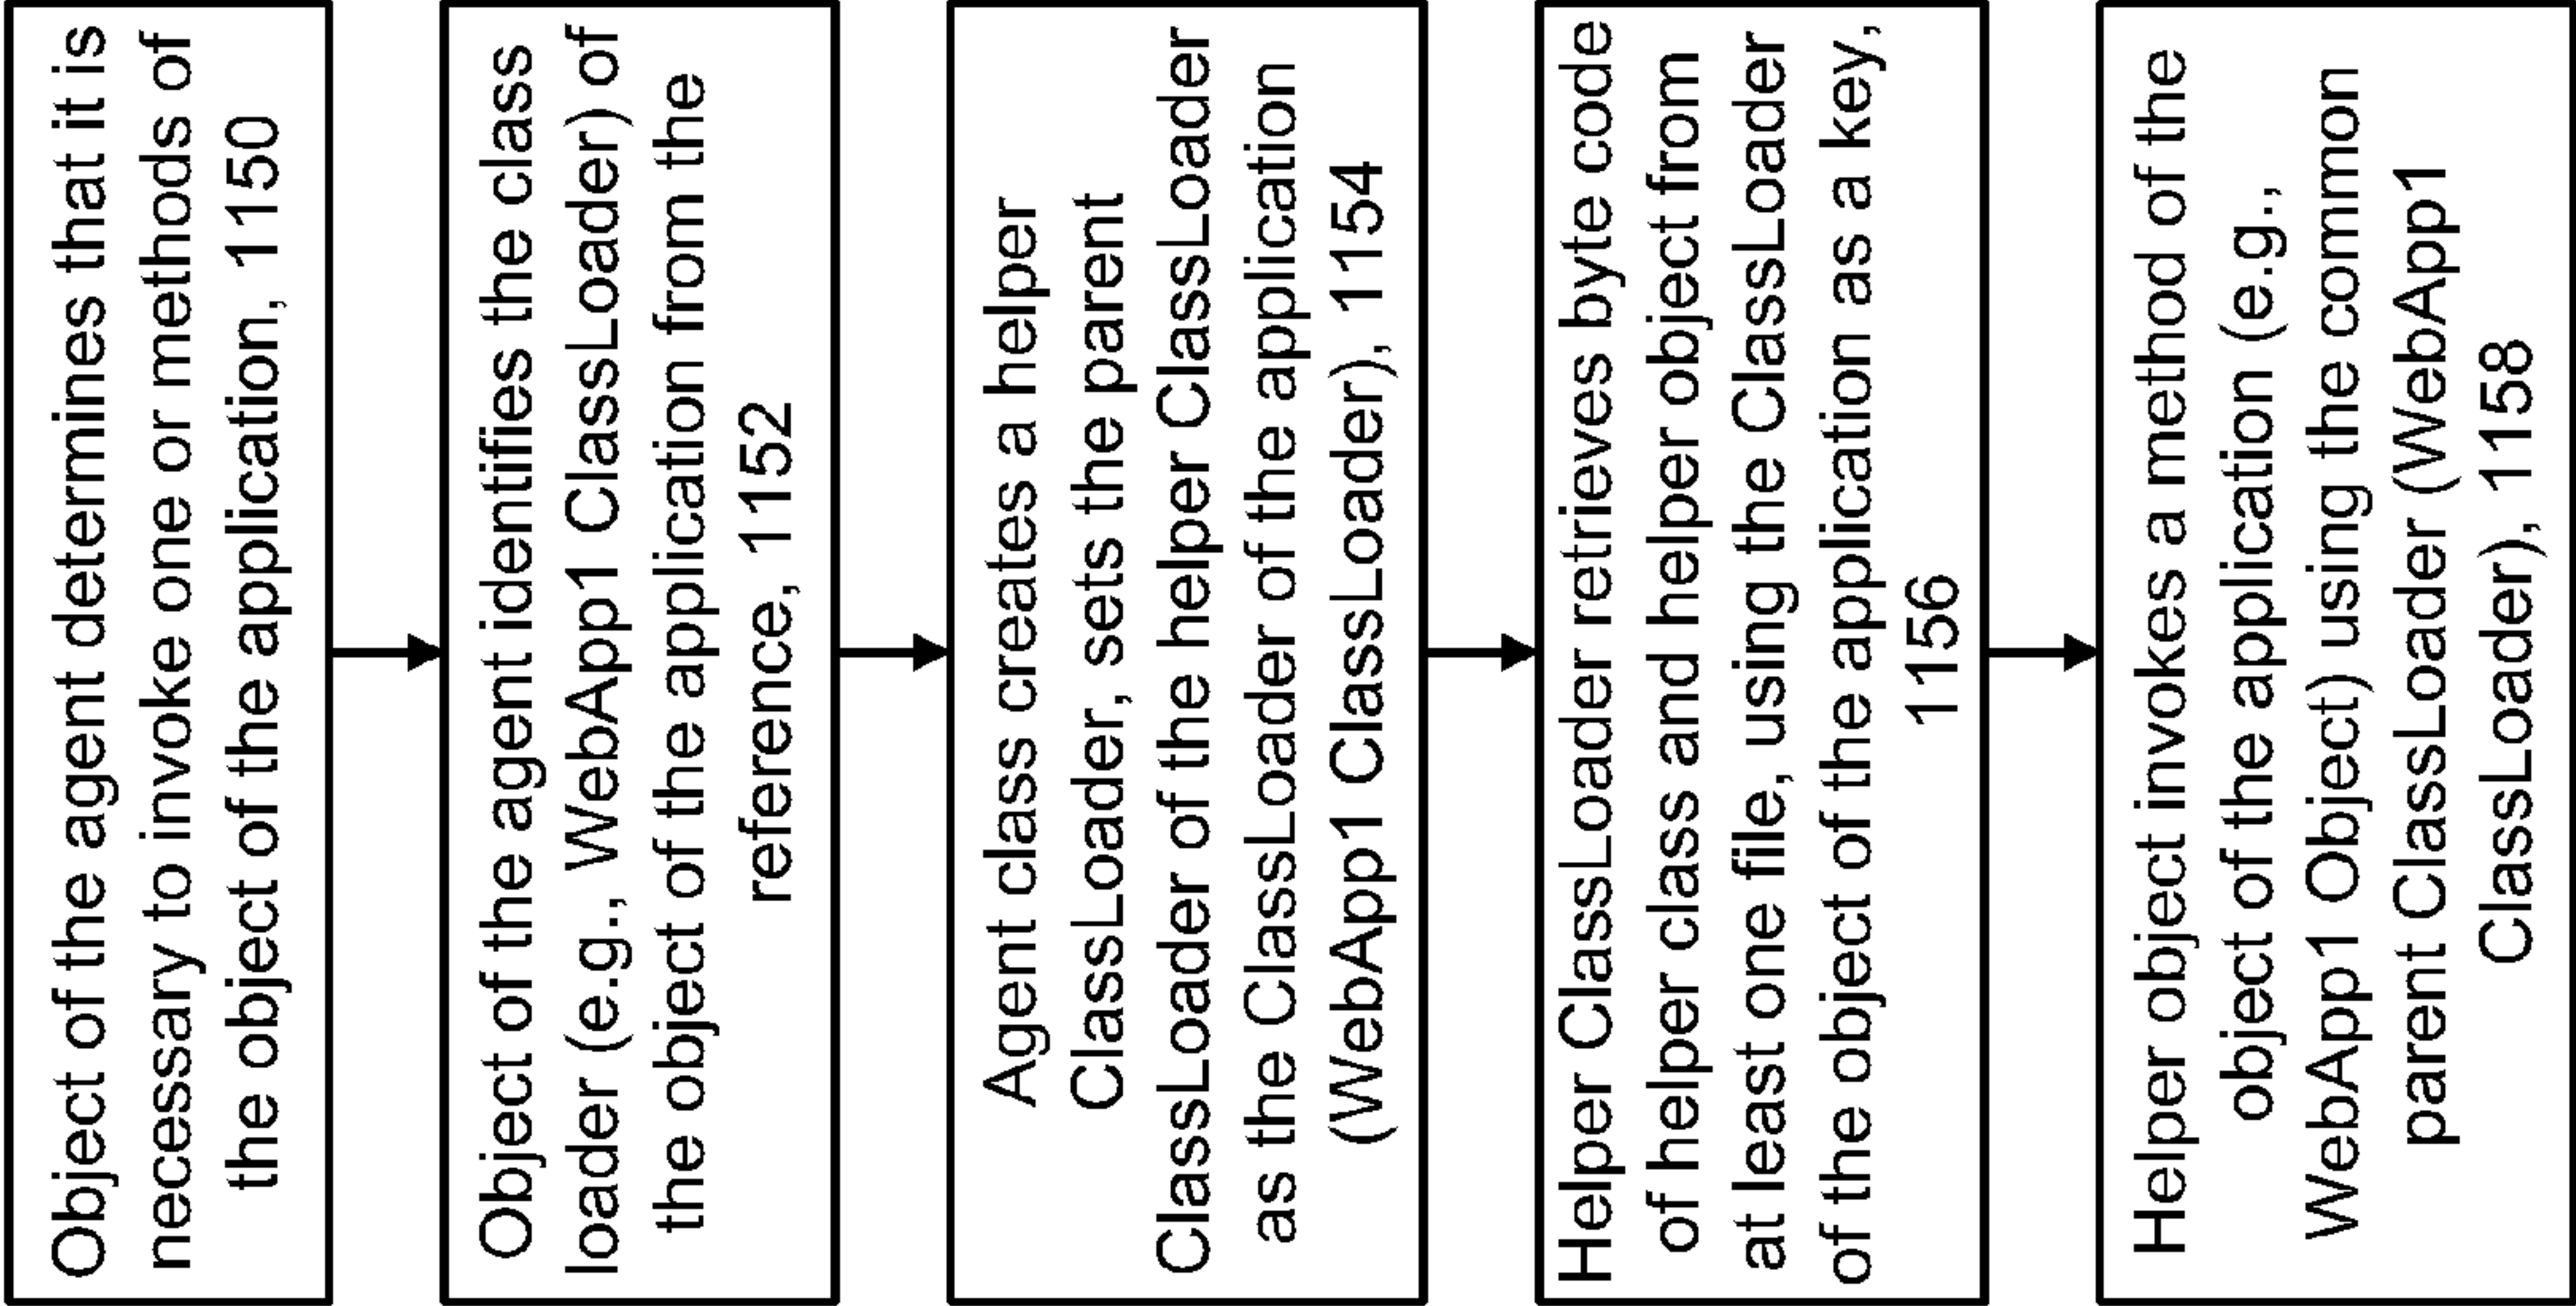 Object of the agent determines that it is
necessary to invoke one or methods of
the object of the application, 1150
Object of the agent identifies the class
loader (e.g., WebApp1 ClassLoader) of
the object of the application from the
reference, 1152
Agent class creates a helper
ClassLoader, sets the parent
ClassLoader of the helper ClassLoader
as the ClassLoader of the application
(WebApp1 ClassLoader), 1154
Helper ClassLoader retrieves byte code
of helper class and helper object from
at least one file, using the ClassLoader
of the object of the application as a key,
1156
Helper object invokes a method of the
object of the application (e.g.,
WebApp1 Object) using the common
parent ClassLoader (WebApp1
ClassLoader), 1158